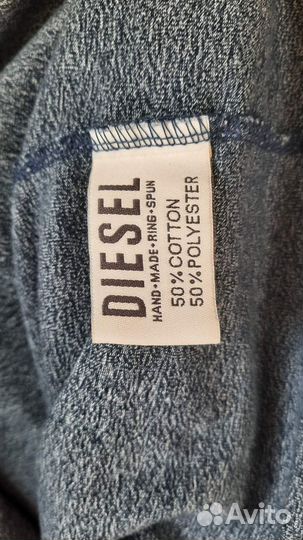 DIESEL
HAND•MADE•RING•SPUN
50%COTTON
50%POLYESTER
Avito